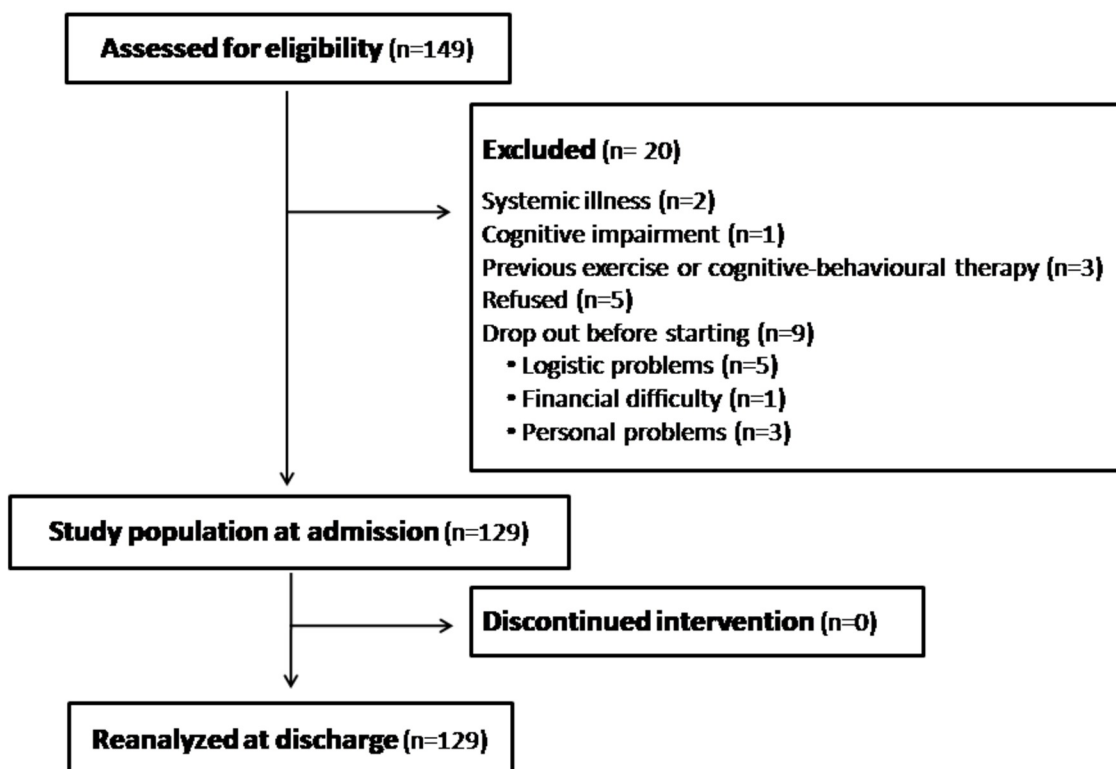 Assessed for eligibility (n=149)
Excluded (n= 20)
Systemic illness (n=2)
Cognitive impairment (n=1)
Previous exercise or cognitive-behavioural therapy (n=3)
Refused (n=5)
Drop out before starting (n=9)
• Logistic problems (n=5)
• Financial difficulty (n=1)
• Personal problems (n=3)
Study population at admission (n=129)
Discontinued intervention (n=0)
Reanalyzed at discharge (n=129)